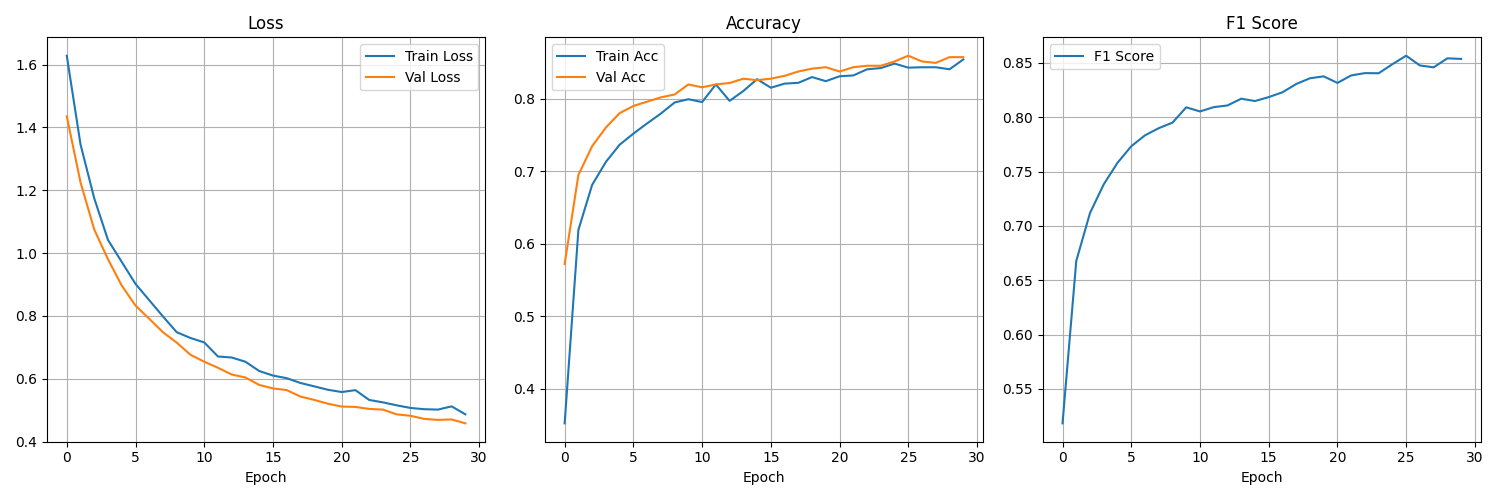 Loss
Train Loss
Val Loss
1.6
1.4
1.2
1.0
0.8
0.6
0.4
0 5 10 15 20 25 30
Epoch
Accuracy
Train Acc
Val Acc
0.8
0.7
0.6
0.5
0.4
0 5 10 15 20 25 30
Epoch
F1 Score
F1 Score
0.85
0.80
0.75
0.70
0.65
0.60
0.55
0 5 10 15 20 25 30
Epoch